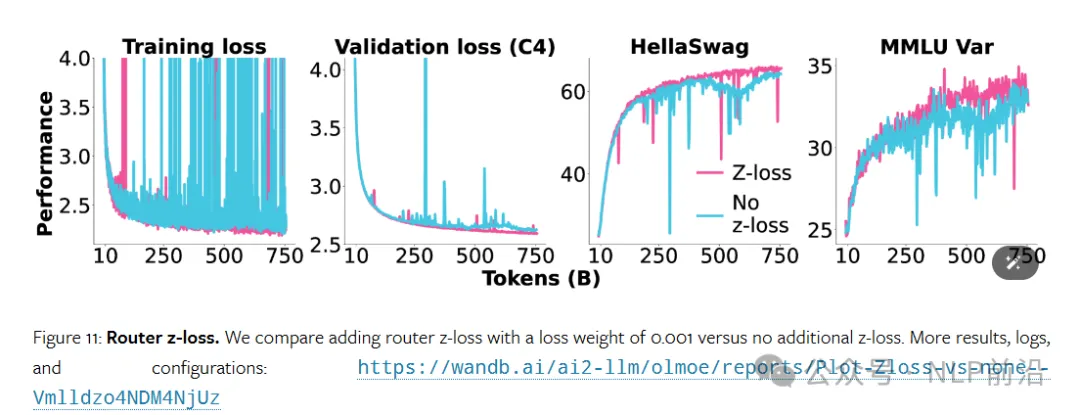 Training loss
Validation loss (C4)
HellaSwag
MMLU Var
Performance
4.0
3.5
3.0
2.5
10 250 500 750
4.0
3.5
3.0
2.5
10 250 500 750
60
40
10 250 500 750
Z-loss
No
z-loss
35
30
25
10 250 500 750
Tokens (B)
Figure 11: Router z-loss. We compare adding router z-loss with a loss weight of 0.001 versus no additional z-loss. More results, logs,
and configurations: https://wandb.ai/ai2-llm/olmoe/reports/Plot-Zloss-vs-none--
Vmlldzo4NDM4NjUz
公众号 · NLP前沿